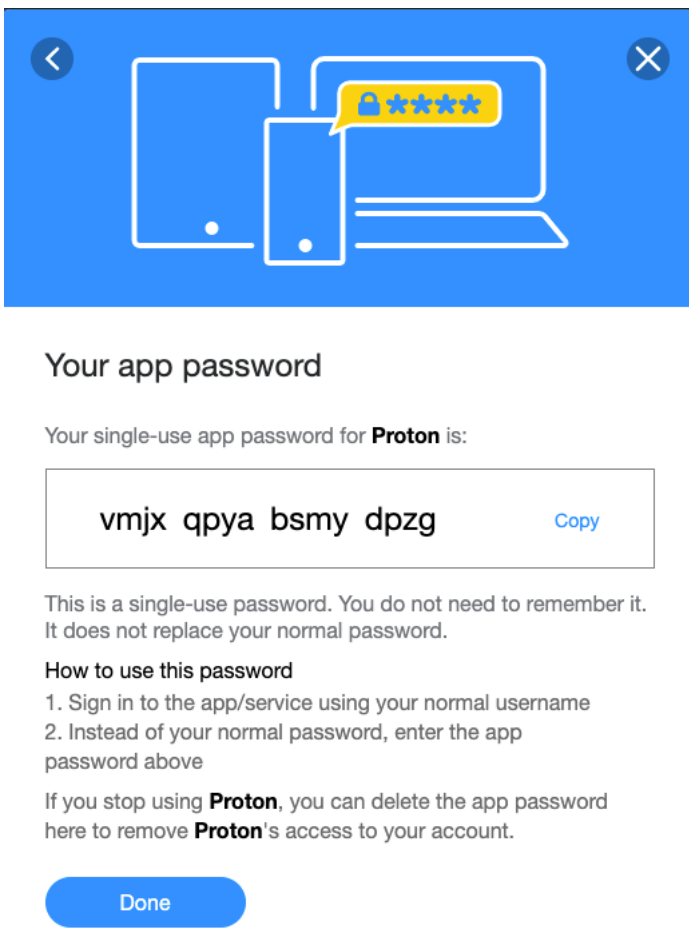 ****
Your app password
Your single-use app password for Proton is:
vmjx qpya bsmy dpzg
Copy
This is a single-use password. You do not need to remember it.
It does not replace your normal password.
How to use this password
1. Sign in to the app/service using your normal username
2. Instead of your normal password, enter the app
password above
If you stop using Proton, you can delete the app password
here to remove Proton's access to your account.
Done